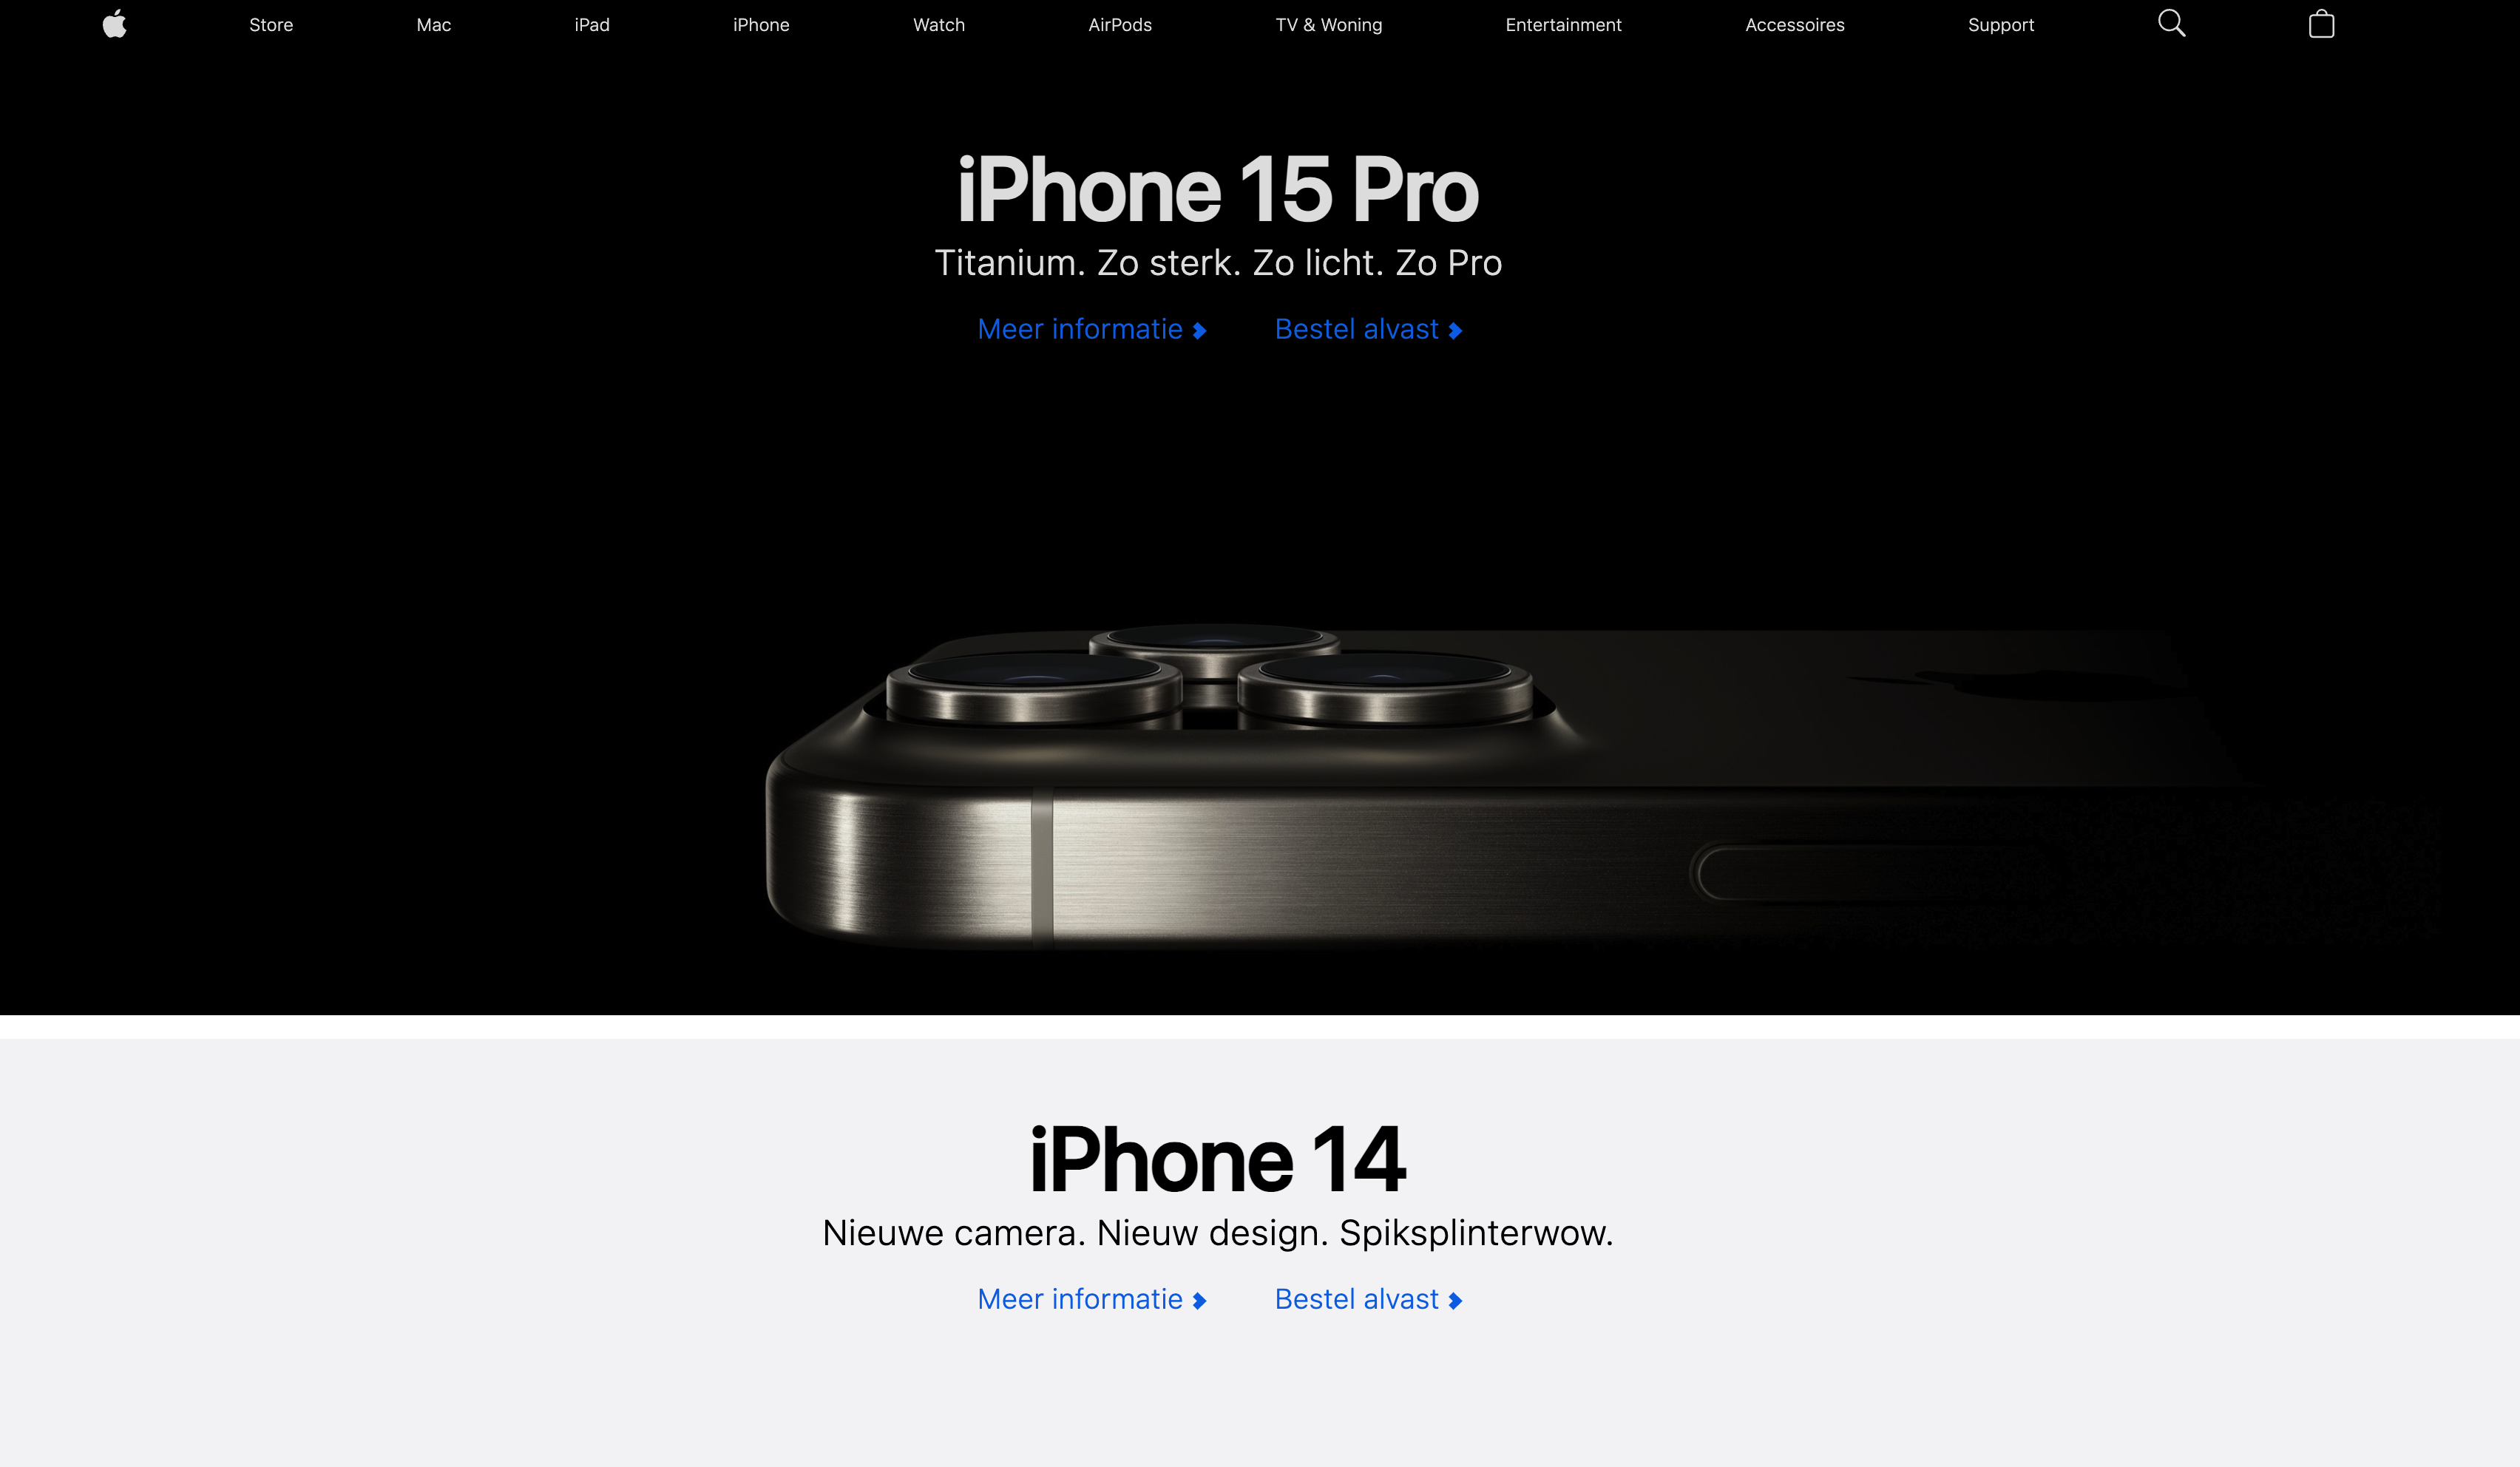 Store Mac iPad iPhone Watch AirPods TV & Woning Entertainment Accessoires Support
iPhone 15 Pro
Titanium. Zo sterk. Zo licht. Zo Pro
Meer informatie Bestel alvast
iPhone 14
Nieuwe camera. Nieuw design. Spiksplinterwow.
Meer informatie Bestel alvast